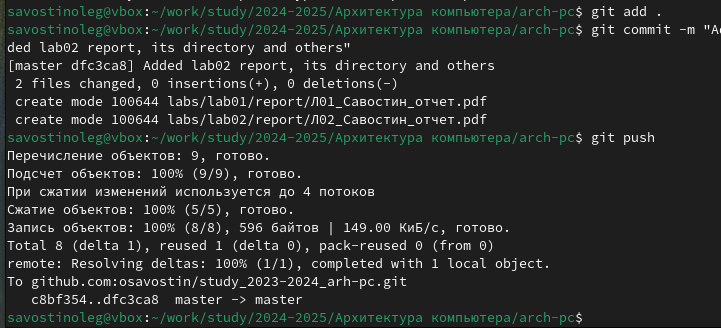 savostinoleg@vbox:~/work/study/2024-2025/Архитектура компьютера/arch-pc$ git add .
savostinoleg@vbox:~/work/study/2024-2025/Архитектура компьютера/arch-pc$ git commit -m "Ad
ded lab02 report, its directory and others"
[master dfc3ca8] Added lab02 report, its directory and others
 2 files changed, 0 insertions(+), 0 deletions(-)
 create mode 100644 labs/lab01/report/Л01_Савостин_отчет.pdf
 create mode 100644 labs/lab02/report/Л02_Савостин_отчет.pdf
savostinoleg@vbox:~/work/study/2024-2025/Архитектура компьютера/arch-pc$ git push
Перечисление объектов: 9, готово.
Подсчет объектов: 100% (9/9), готово.
При сжатии изменений используется до 4 потоков
Сжатие объектов: 100% (5/5), готово.
Запись объектов: 100% (8/8), 596 байтов | 149.00 КиБ/с, готово.
Total 8 (delta 1), reused 1 (delta 0), pack-reused 0 (from 0)
remote: Resolving deltas: 100% (1/1), completed with 1 local object.
To github.com:osavostin/study_2023-2024_arh-pc.git
   c8bf354..dfc3ca8  master -> master
savostinoleg@vbox:~/work/study/2024-2025/Архитектура компьютера/arch-pc$